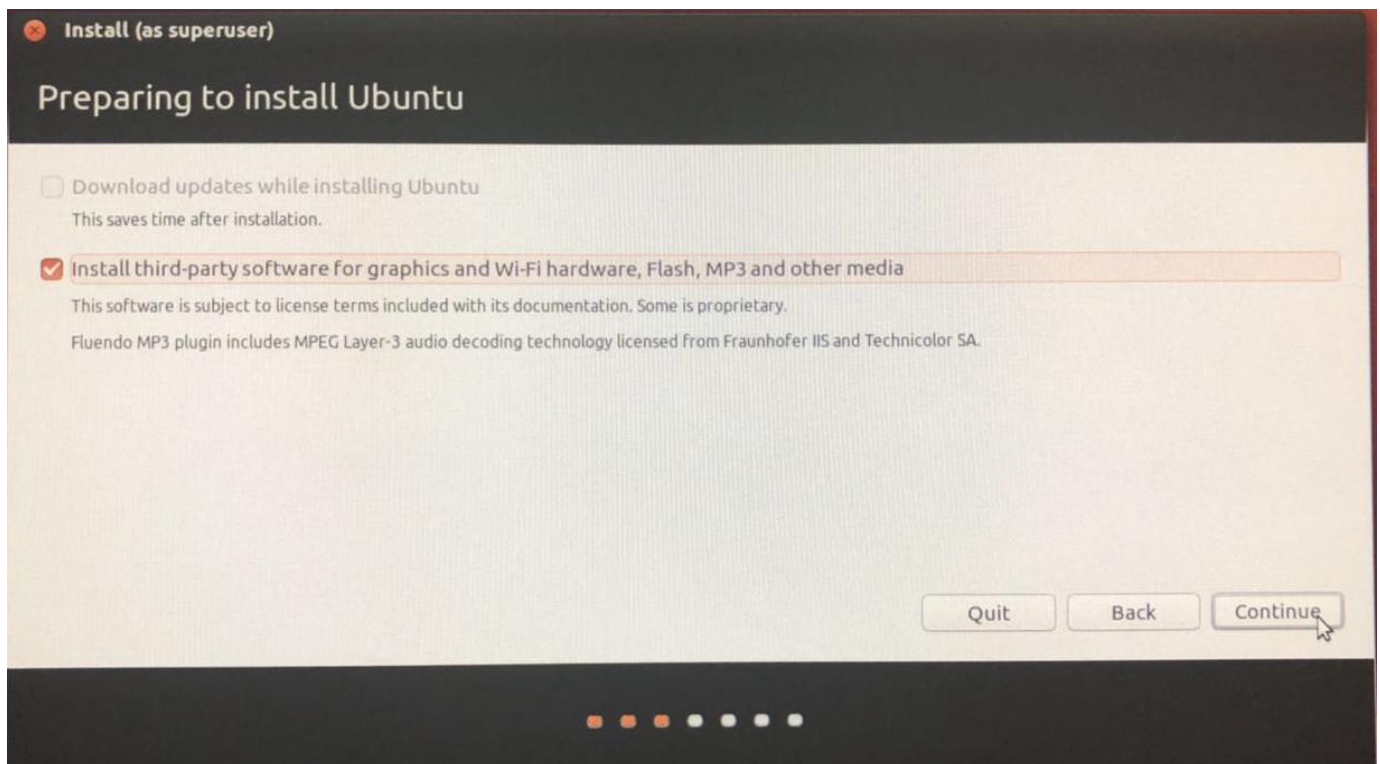 Install (as superuser)
Preparing to install Ubuntu
Download updates while installing Ubuntu
This saves time after installation.
Install third-party software for graphics and Wi-Fi hardware, Flash, MP3 and other media
This software is subject to license terms included with its documentation. Some is proprietary.
Fluendo MP3 plugin includes MPEG Layer-3 audio decoding technology licensed from Fraunhofer IIS and Technicolor SA.
Quit Back Continue